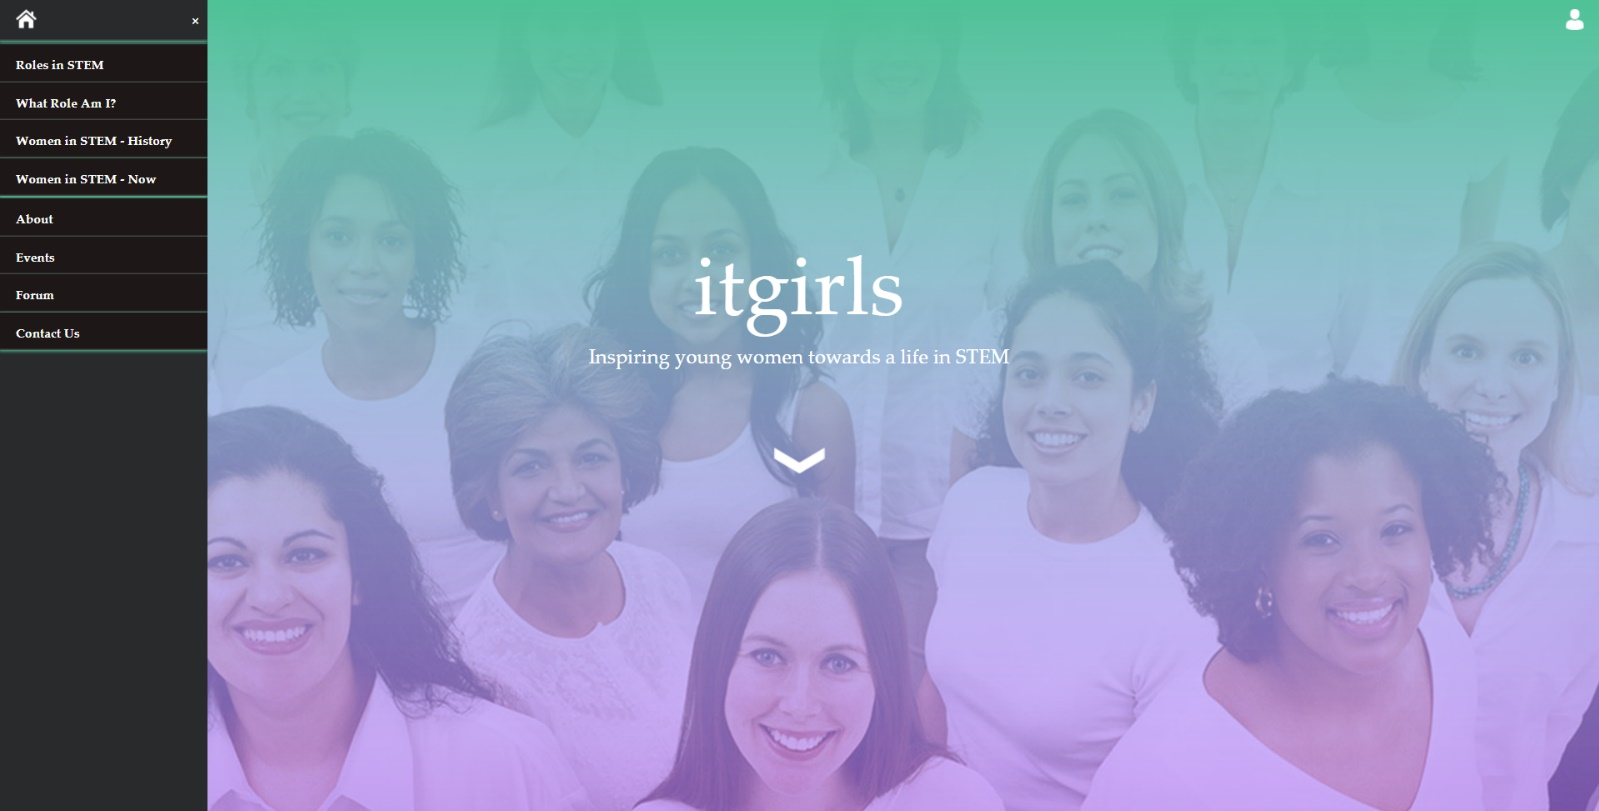 ×
Roles in STEM
What Role Am I?
Women in STEM - History
Women in STEM - Now
About
Events
Forum
Contact Us
itgirls
Inspiring young women towards a life in STEM